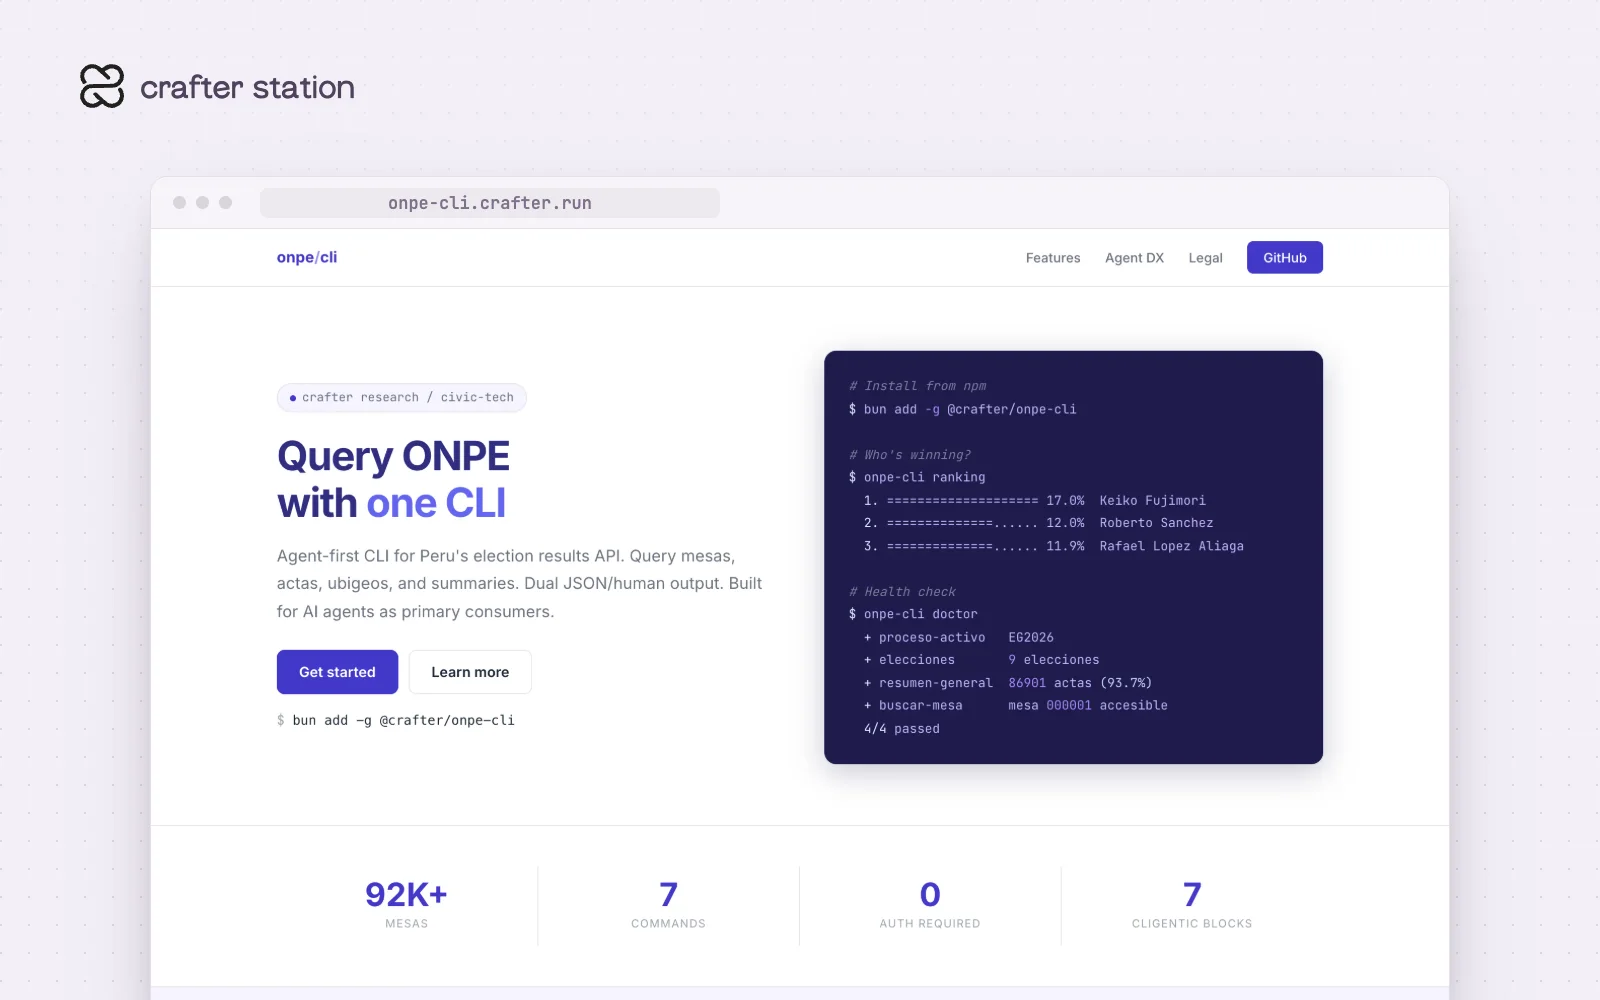 crafter station
onpe-cli.crafter.run
onpe/cli
Features
Agent DX
Legal
GitHub
crafter research / civic-tech
Query ONPE
with one CLI
Agent-first CLI for Peru's election results API. Query mesas,
actas, ubigeos, and summaries. Dual JSON/human output. Built
for AI agents as primary consumers.
Get started
Learn more
$ bun add -g @crafter/onpe-cli
# Install from npm
$ bun add -g @crafter/onpe-cli
# Who's winning?
$ onpe-cli ranking
1. ==================== 17.0% Keiko Fujimori
2. ==============...... 12.0% Roberto Sanchez
3. ==============...... 11.9% Rafael Lopez Aliaga
# Health check
$ onpe-cli doctor
+ proceso-activo EG2026
+ elecciones 9 elecciones
+ resumen-general 86901 actas (93.7%)
+ buscar-mesa mesa 000001 accesible
4/4 passed
92K+
MESAS
7
COMMANDS
0
AUTH REQUIRED
7
CLIGENTIC BLOCKS